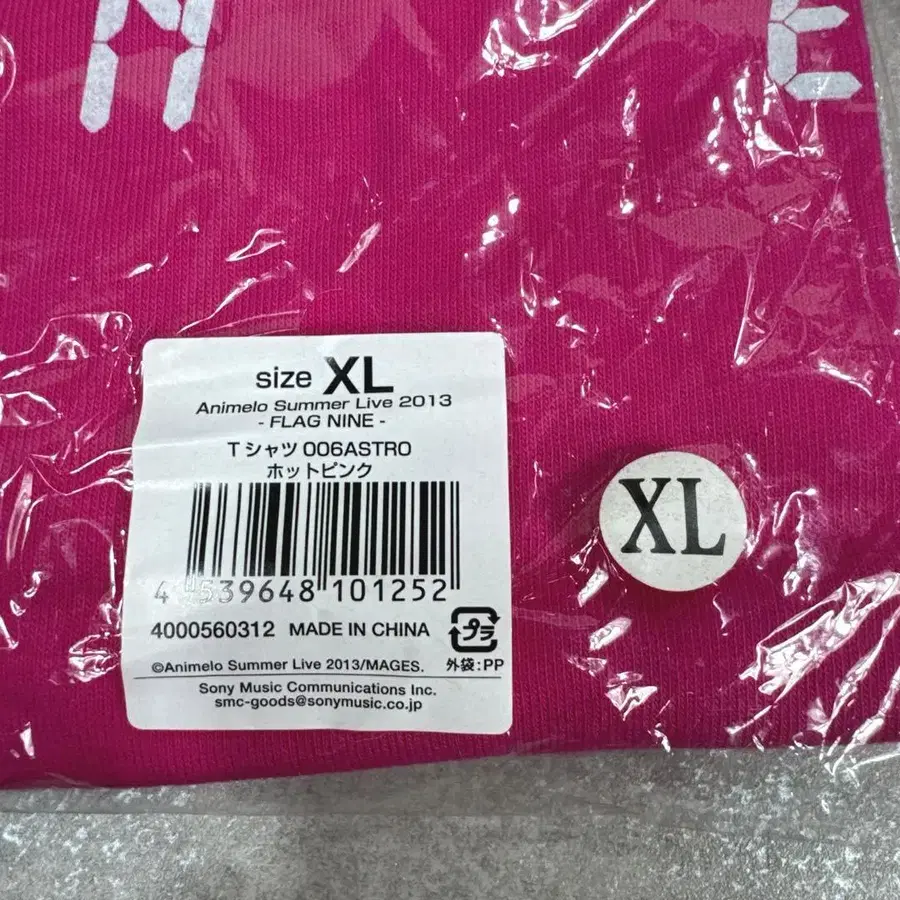 N E
size XL
Animelo Summer Live 2013
- FLAG NINE -
Tシャツ 006ASTRO
ホットピンク
4 539648 101252
4000560312 MADE IN CHINA
プラ
外袋:PP
©Animelo Summer Live 2013/MAGES.
Sony Music Communications Inc.
smc-goods@sonymusic.co.jp
XL